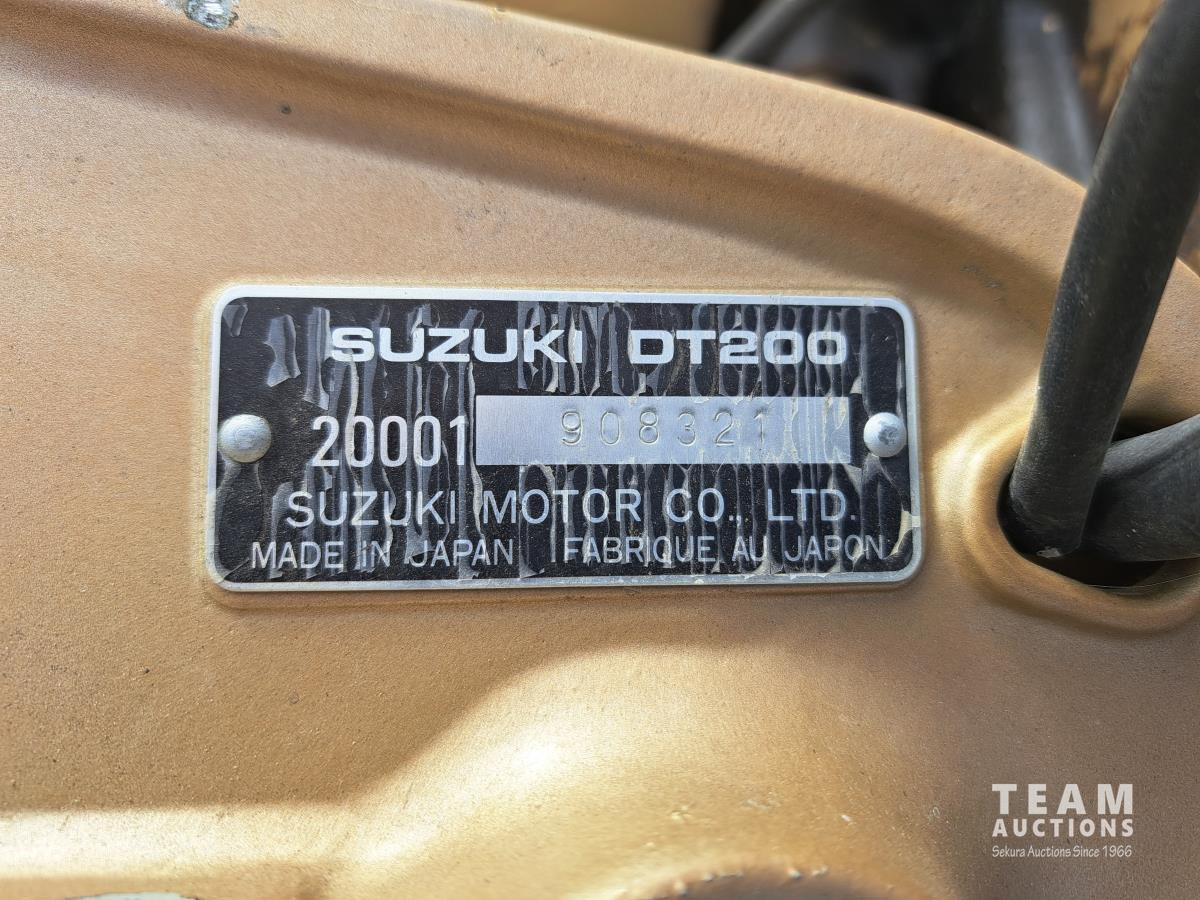 SUZUKI DT200
20001 908321
SUZUKI MOTOR CO., LTD.
MADE IN JAPAN FABRIQUE AU JAPON
TEAM
AUCTIONS
Sekura Auctions Since 1966